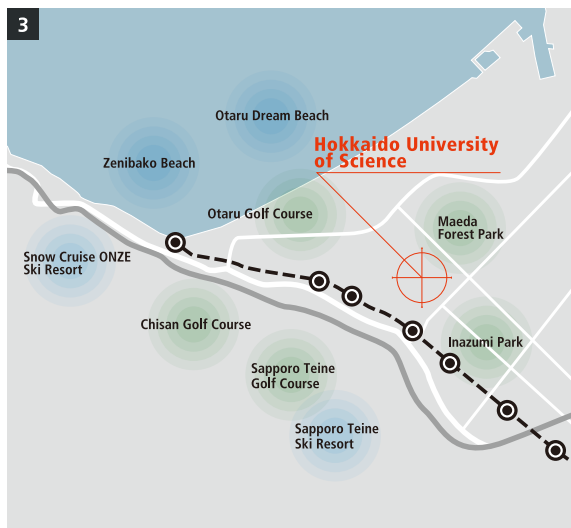 3
Otaru Dream Beach
Hokkaido University
of Science
Zenibako Beach
Otaru Golf Course
Maeda
Forest Park
Snow Cruise ONZE
Ski Resort
Chisan Golf Course
Inazumi Park
Sapporo Teine
Golf Course
Sapporo Teine
Ski Resort